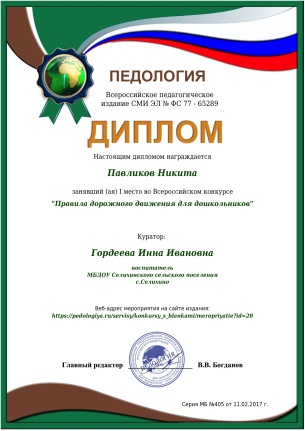 ПЕДОЛОГИЯ
Всероссийское педагогическое
издание СМИ ЭЛ № ФС 77 - 65289
ДИПЛОМ
Настоящим дипломом награждается
Павликов Никита
занявший (ая) I место во Всероссийском конкурсе
"Правила дорожного движения для дошкольников"
Куратор:
Гордеева Инна Ивановна
воспитатель
МБДОУ Селихинского сельского поселения
с.Селихино
Веб-адрес мероприятия на сайте издания:
https://pedologiya.ru/servisy/konkursy_s_blankami/meropriyatie?id=20
Главный редактор
В.В. Богданов
Серия МБ №405 от 11.02.2017 г.